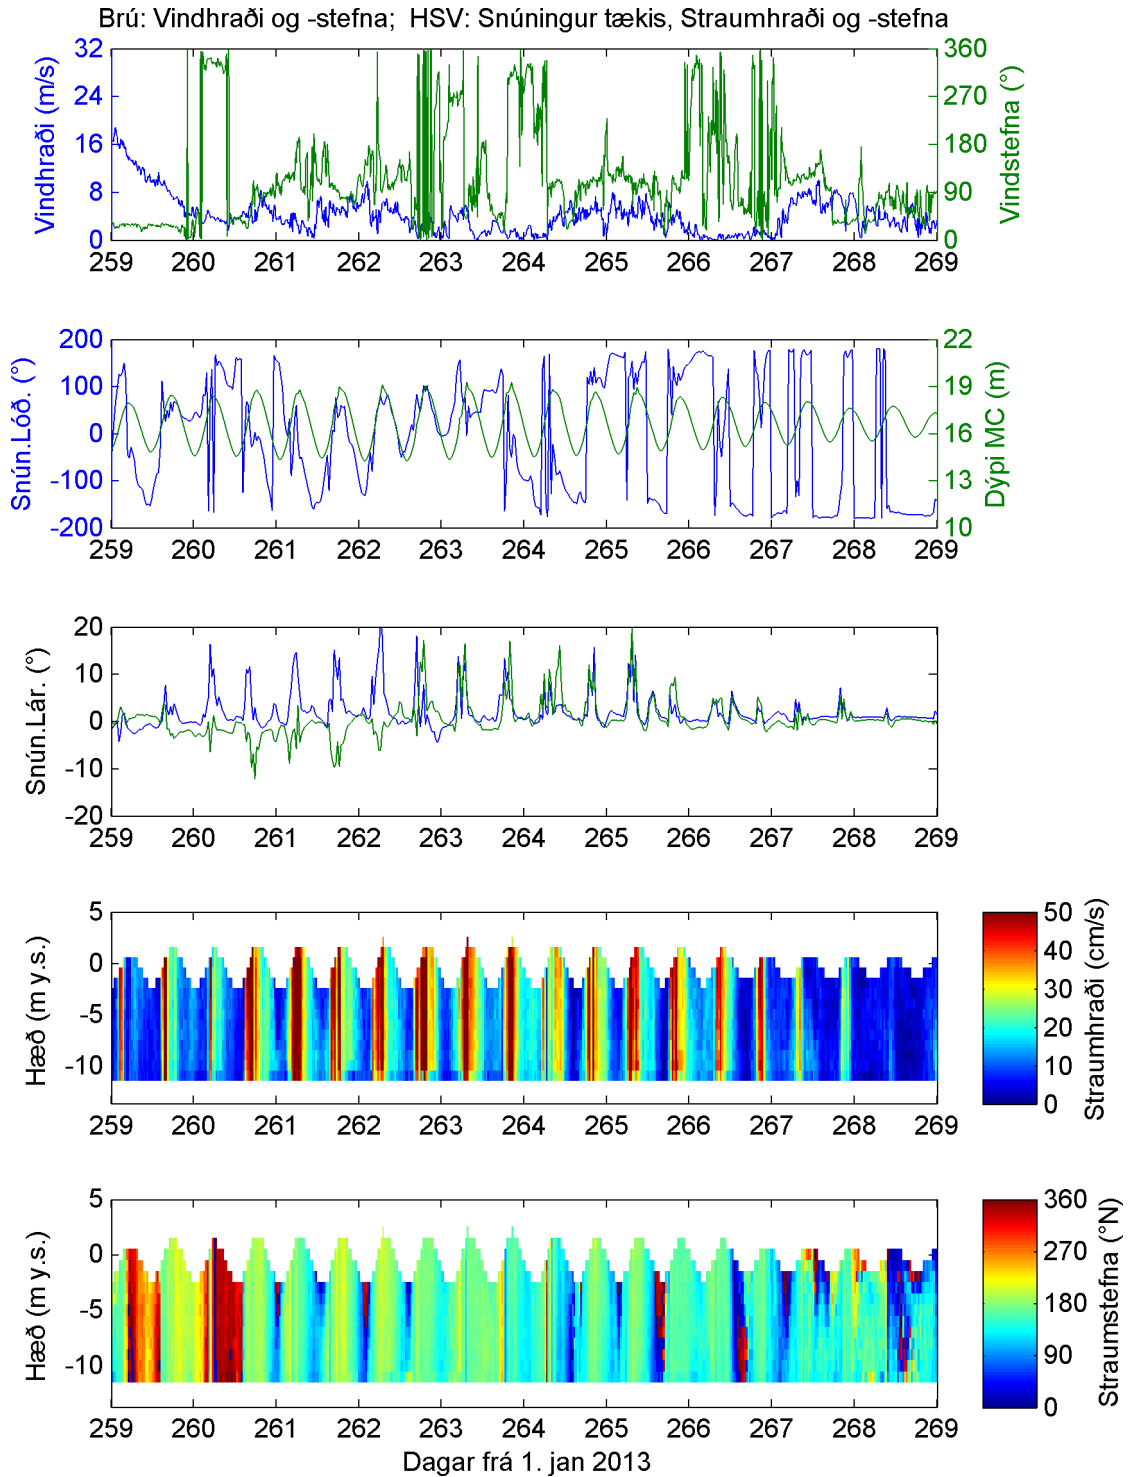 Brú: Vindhraði og -stefna;  HSV: Snúningur tækis, Straumhraði og -stefna
32
24
16
8
0
Vindhraði (m/s)
360
270
180
90
0
Vindstefna (°)
259 260 261 262 263 264 265 266 267 268 269
200
100
0
-100
-200
Snún.Lóð. (°)
22
19
16
13
10
Dýpi MC (m)
259 260 261 262 263 264 265 266 267 268 269
20
10
0
-10
-20
Snún.Lár. (°)
259 260 261 262 263 264 265 266 267 268 269
5
0
-5
-10
Hæð (m y.s.)
50
40
30
20
10
0
Straumhraði (cm/s)
259 260 261 262 263 264 265 266 267 268 269
5
0
-5
-10
Hæð (m y.s.)
360
270
180
90
0
Straumstefna (°N)
259 260 261 262 263 264 265 266 267 268 269
Dagar frá 1. jan 2013